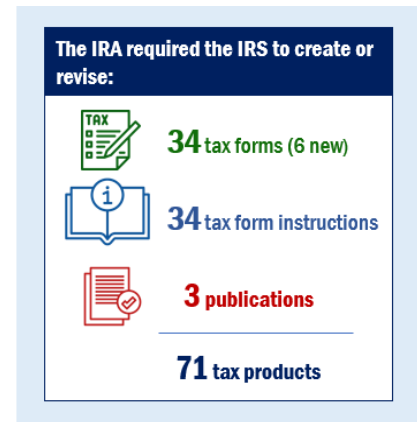 The IRA required the IRS to create or
revise:
TAX
34 tax forms (6 new)
i
34 tax form instructions
3 publications
71 tax products